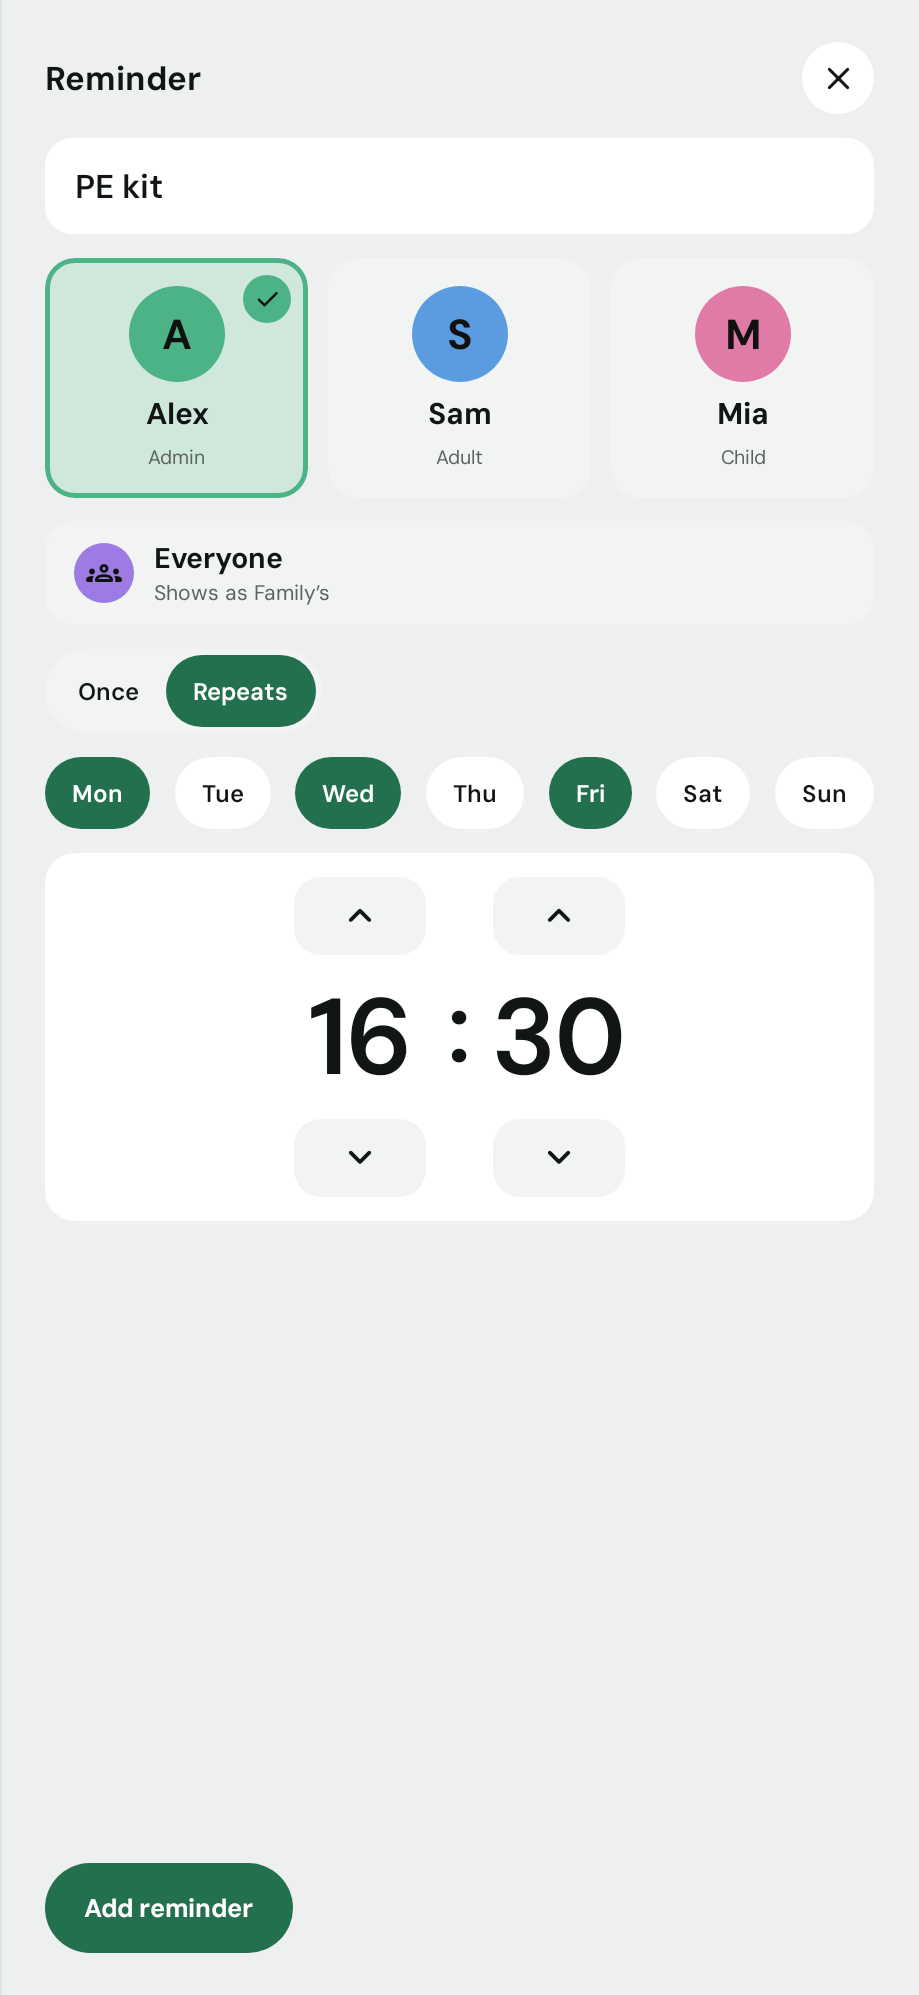 Reminder
PE kit
A
Alex
Admin
S
Sam
Adult
M
Mia
Child
Everyone
Shows as Family’s
Once
Repeats
Mon Tue Wed Thu Fri Sat Sun
16 : 30
Add reminder